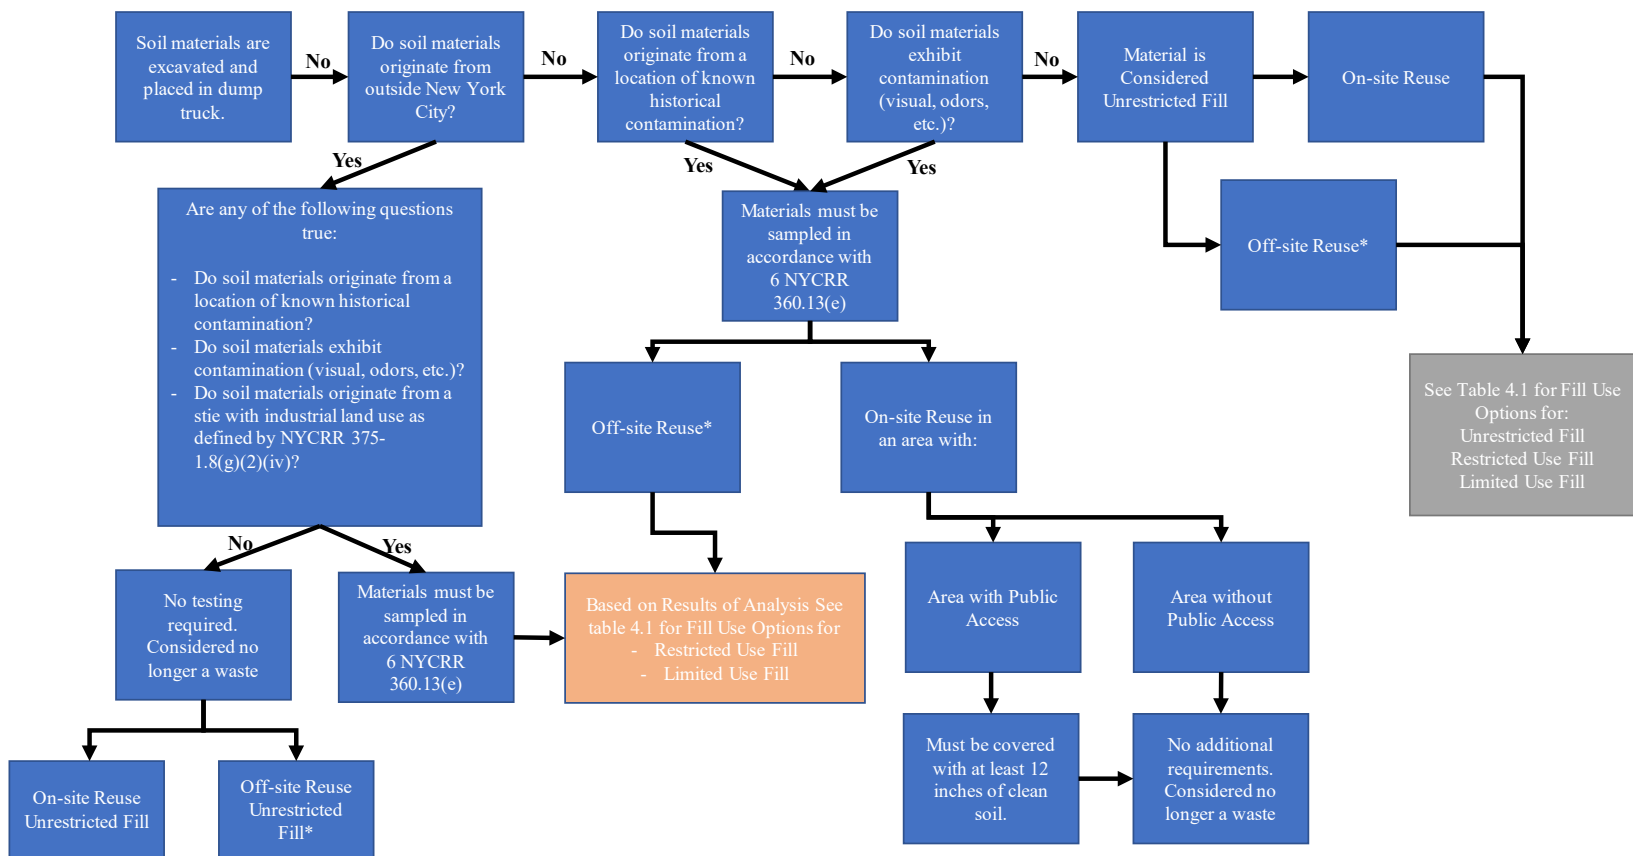 Soil materials are
excavated and
placed in dump
truck.
No
Do soil materials
originate from
outside New York
City?
No
Do soil materials
originate from a
location of known
historical
contamination?
No
Do soil materials
exhibit
contamination
(visual, odors,
etc.)?
No
Material is
Considered
Unrestricted Fill
On-site Reuse
Yes
Yes
Yes
Off-site Reuse*
Are any of the following questions
true:
- Do soil materials originate from a
location of known historical
contamination?
- Do soil materials exhibit
contamination (visual, odors, etc.)?
- Do soil materials originate from a
stie with industrial land use as
defined by NYCRR 375-
1.8(g)(2)(iv)?
Materials must be
sampled in
accordance with
6 NYCRR
360.13(e)
Off-site Reuse*
On-site Reuse in
an area with:
See Table 4.1 for Fill Use
Options for:
Unrestricted Fill
Restricted Use Fill
Limited Use Fill
No
Yes
No testing
required.
Considered no
longer a waste
Materials must be
sampled in
accordance with
6 NYCRR
360.13(e)
Based on Results of Analysis See
table 4.1 for Fill Use Options for
- Restricted Use Fill
- Limited Use Fill
Area with Public
Access
Area without
Public Access
On-site Reuse
Unrestricted Fill
Off-site Reuse
Unrestricted
Fill*
Must be covered
with at least 12
inches of clean
soil.
No additional
requirements.
Considered no
longer a waste